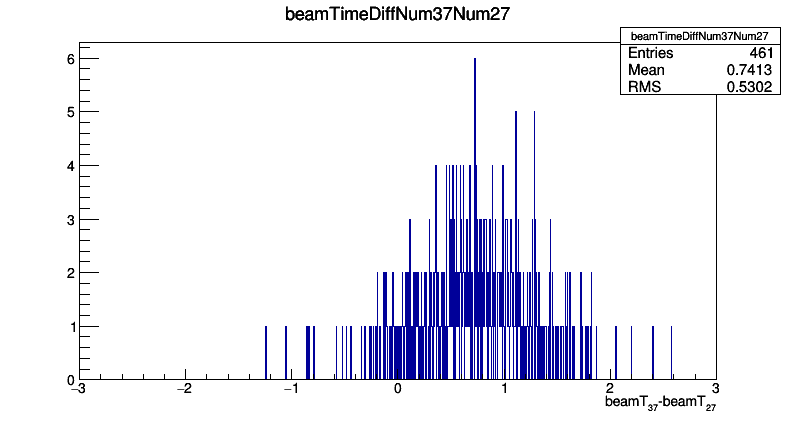 beamTimeDiffNum37Num27
beamTimeDiffNum37Num27
Entries 461
Mean 0.7413
RMS 0.5302
6
5
4
3
2
1
0
−3 −2 −1 0 1 2 3
beamT37-beamT27